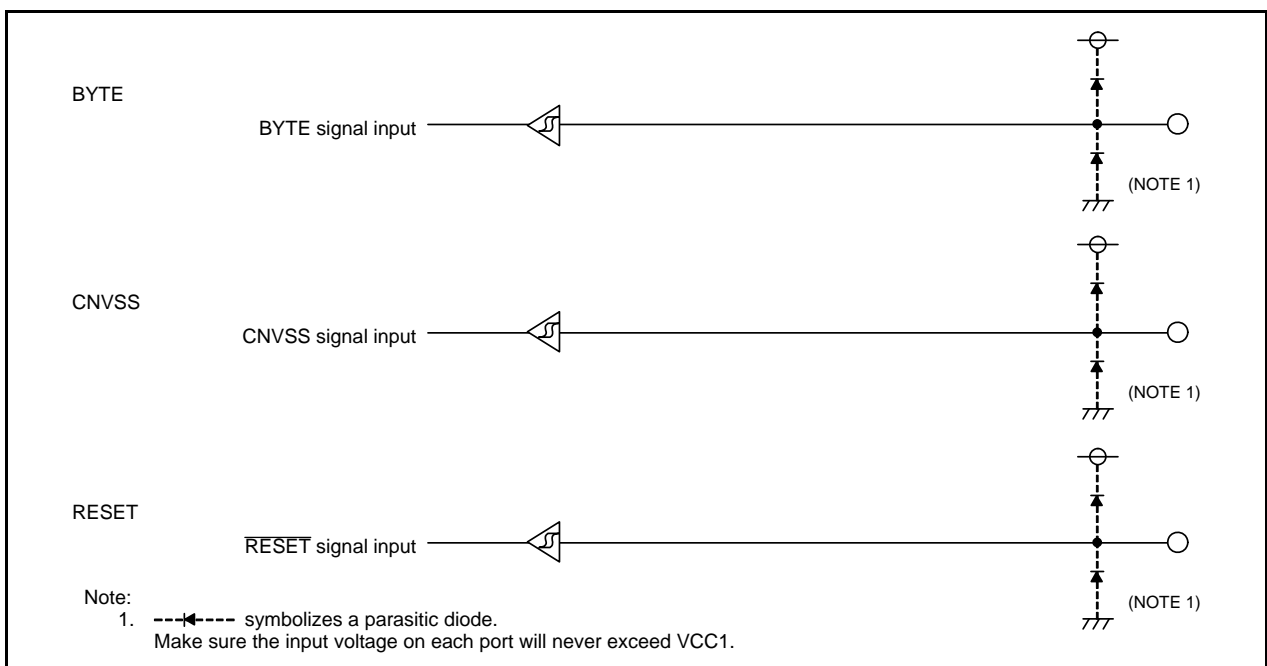 BYTE
BYTE signal input
(NOTE 1)
CNVSS
CNVSS signal input
(NOTE 1)
RESET
RESET signal input
(NOTE 1)
Note:
1. symbolizes a parasitic diode.
Make sure the input voltage on each port will never exceed VCC1.